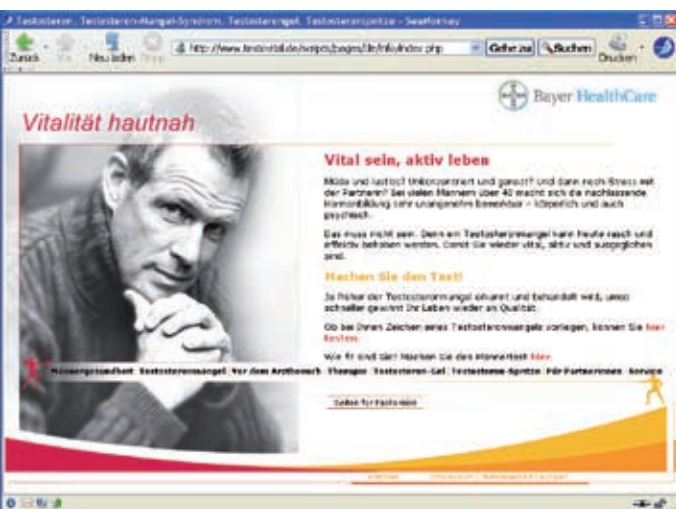 Testosteron, Testosteron-Mangel-Syndrom, Testosterongel, Testosteronspritze - SeaMonkey
Zurück
Neu laden
Gehe zu
Suchen
Drucken
Bayer HealthCare
Vitalität hautnah
Vital sein, aktiv leben
Müde und lustlos? Unkonzentriert und gereizt? Und dann noch Stress mit
der Partnerin? Bei vielen Männern über 40 macht sich die nachlassende
Hormonbildung sehr unangenehm bemerkbar – körperlich und auch
psychisch.
Das muss nicht sein. Denn ein Testosteronmangel kann heute rasch und
effektiv behoben werden. Damit Sie wieder vital, aktiv und ausgeglichen
sind.
Machen Sie den Test!
Je früher der Testosteronmangel erkannt und behandelt wird, umso
schneller gewinnt Ihr Leben wieder an Qualität.
Ob bei Ihnen Zeichen eines Testosteronmangels vorliegen, können Sie hier
testen.
Wie fit sind Sie? Machen Sie den Männertest hier.
Männergesundheit Testosteronmangel Vor dem Arztbesuch Therapie Testosteron-Gel Testosteron-Spritze Für Partnerinnen Service